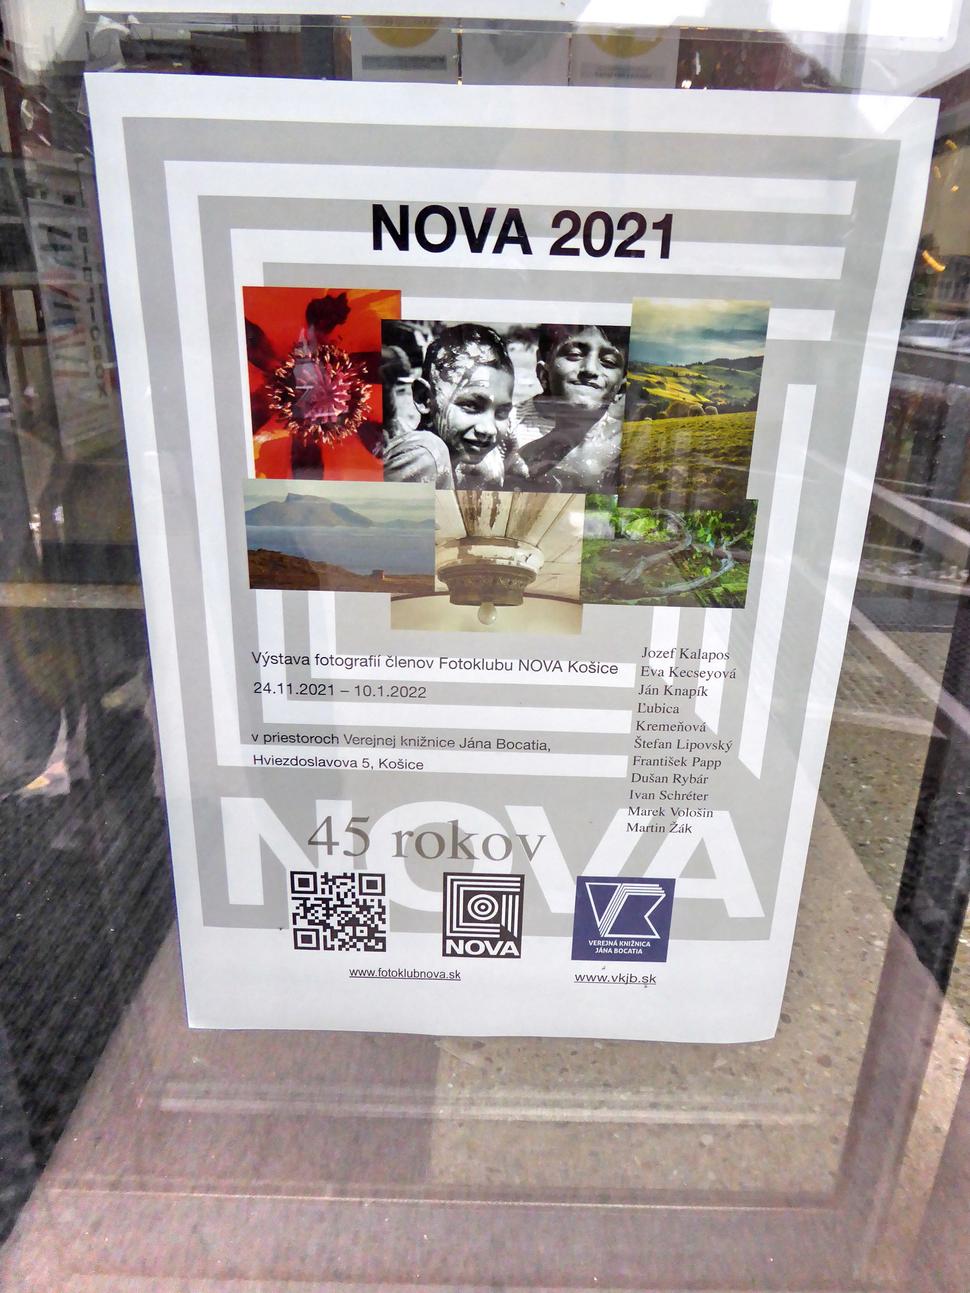 NOVA 2021
Výstava fotografií členov Fotoklubu NOVA Košice
24.11.2021 – 10.1.2022
v priestoroch Verejnej knižnice Jána Bocatia,
Hviezdoslavova 5, Košice
Jozef Kalapos
Eva Kecseyová
Ján Knapík
Ľubica
Kremeňová
Štefan Lipovský
František Papp
Dušan Rybár
Ivan Schréter
Marek Vološin
Martin Žák
NOVA
45 rokov
NOVA
VEREJNÁ KNIŽNICA
JÁNA BOCATIA
www.fotoklubnova.sk
www.vkjb.sk